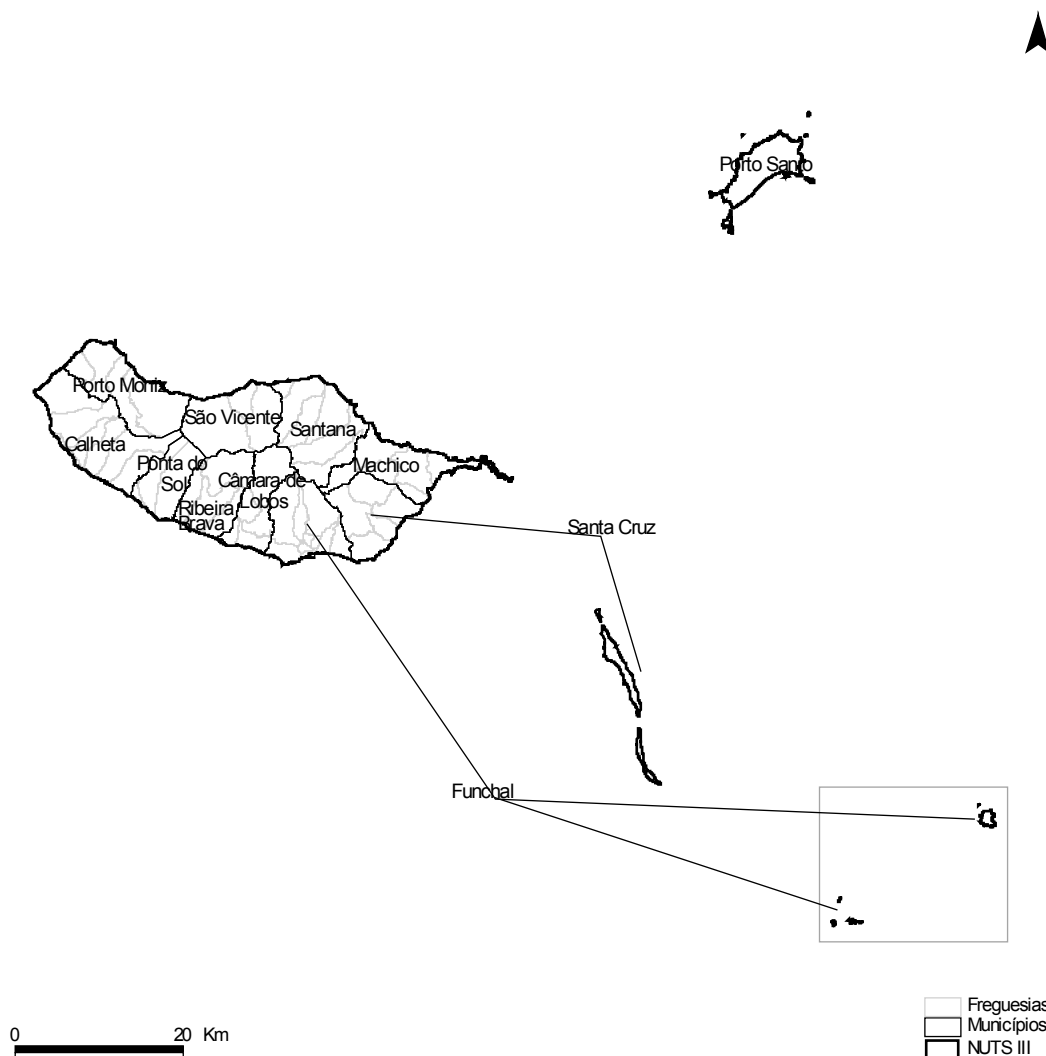 Porto Santo
Porto Moniz
São Vicente
Santana
Calheta
Machico
Ponta do
Sol
Câmara de
Lobos
Ribeira
Brava
Santa Cruz
Funchal
Freguesias
Municípios
NUTS III
0 20 Km